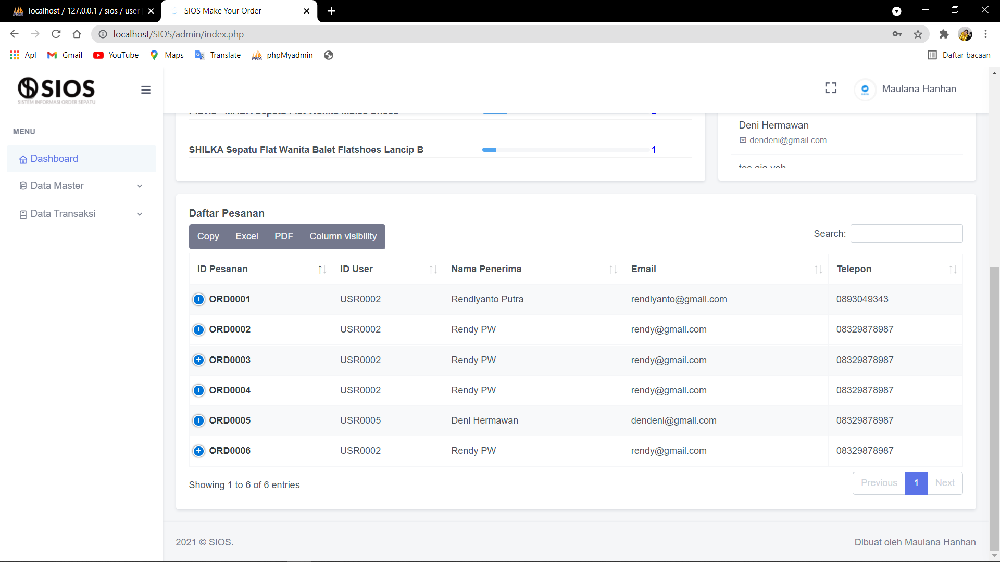 localhost / 127.0.0.1 / sios / user
SIOS Make Your Order
localhost/SIOS/admin/index.php
Apl
Gmail
YouTube
Maps
Translate
phpMyadmin
Daftar bacaan
SIOS
SISTEM INFORMASI ORDER SEPATU
Maulana Hanhan
MENU
Dashboard
Data Master
Data Transaksi
2
SHILKA Sepatu Flat Wanita Balet Flatshoes Lancip B
1
Deni Hermawan
dendeni@gmail.com
Daftar Pesanan
Copy Excel PDF Column visibility
Search:
ID Pesanan ID User Nama Penerima Email Telepon
ORD0001 USR0002 Rendiyanto Putra rendiyanto@gmail.com 0893049343
ORD0002 USR0002 Rendy PW rendy@gmail.com 08329878987
ORD0003 USR0002 Rendy PW rendy@gmail.com 08329878987
ORD0004 USR0002 Rendy PW rendy@gmail.com 08329878987
ORD0005 USR0005 Deni Hermawan dendeni@gmail.com 08329878987
ORD0006 USR0002 Rendy PW rendy@gmail.com 08329878987
Showing 1 to 6 of 6 entries
Previous 1 Next
2021 © SIOS.
Dibuat oleh Maulana Hanhan